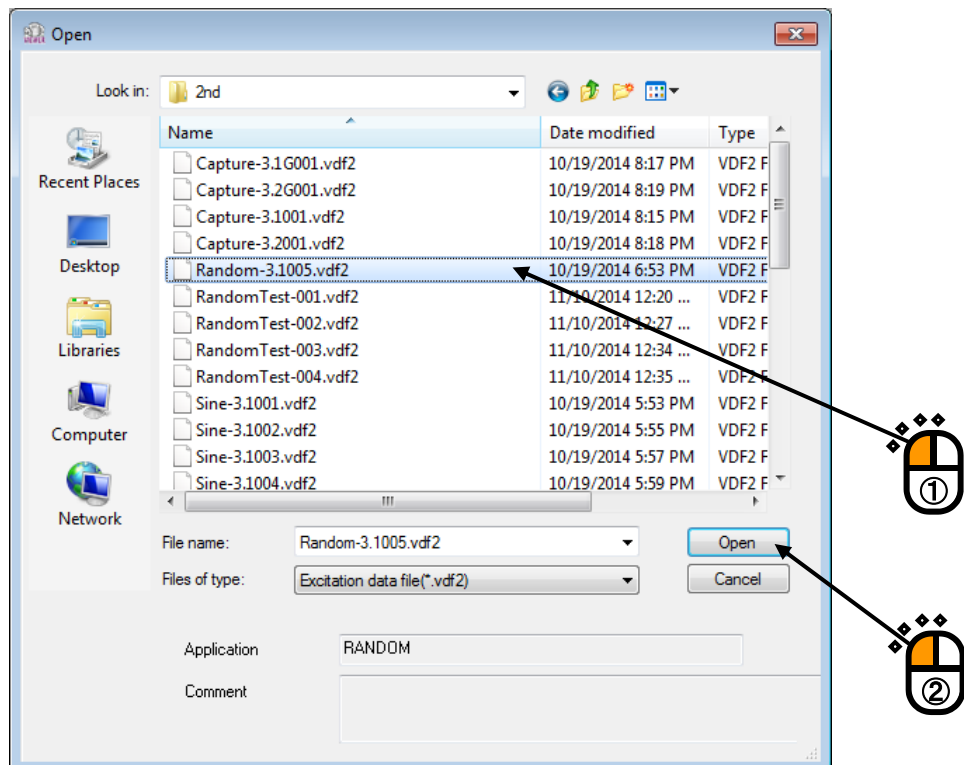 Open
Look in: 2nd
Name Date modified Type
Capture-3.1G001.vdf2 10/19/2014 8:17 PM VDF2 F
Capture-3.2G001.vdf2 10/19/2014 8:19 PM VDF2 F
Capture-3.1001.vdf2 10/19/2014 8:15 PM VDF2 F
Capture-3.2001.vdf2 10/19/2014 8:18 PM VDF2 F
Random-3.1005.vdf2 10/19/2014 6:53 PM VDF2 F
RandomTest-001.vdf2 11/10/2014 12:20 ... VDF2 F
RandomTest-002.vdf2 11/10/2014 12:27 ... VDF2 F
RandomTest-003.vdf2 11/10/2014 12:34 ... VDF2 F
RandomTest-004.vdf2 11/10/2014 12:35 ... VDF2 F
Sine-3.1001.vdf2 10/19/2014 5:53 PM VDF2 F
Sine-3.1002.vdf2 10/19/2014 5:55 PM VDF2 F
Sine-3.1003.vdf2 10/19/2014 5:57 PM VDF2 F
Sine-3.1004.vdf2 10/19/2014 5:59 PM VDF2 F
Recent Places
Desktop
Libraries
Computer
Network
①
File name: Random-3.1005.vdf2 Open
Files of type: Excitation data file(*.vdf2) Cancel
Application RANDOM
Comment
②